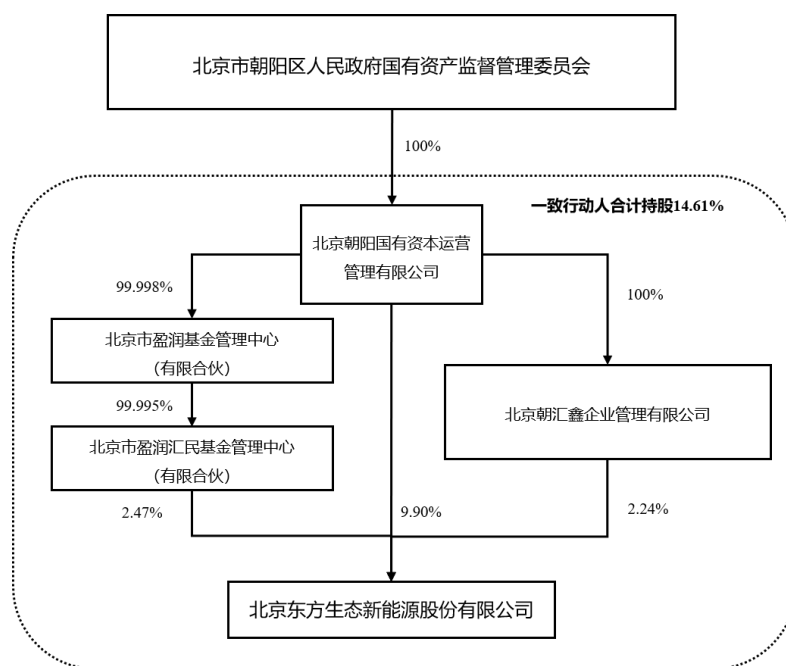 北京市朝阳区人民政府国有资产监督管理委员会
100%
一致行动人合计持股14.61%
北京朝阳国有资本运营
管理有限公司
99.998%
100%
北京市盈润基金管理中心
（有限合伙）
99.995%
北京朝汇鑫企业管理有限公司
北京市盈润汇民基金管理中心
（有限合伙）
2.47%
9.90%
2.24%
北京东方生态新能源股份有限公司